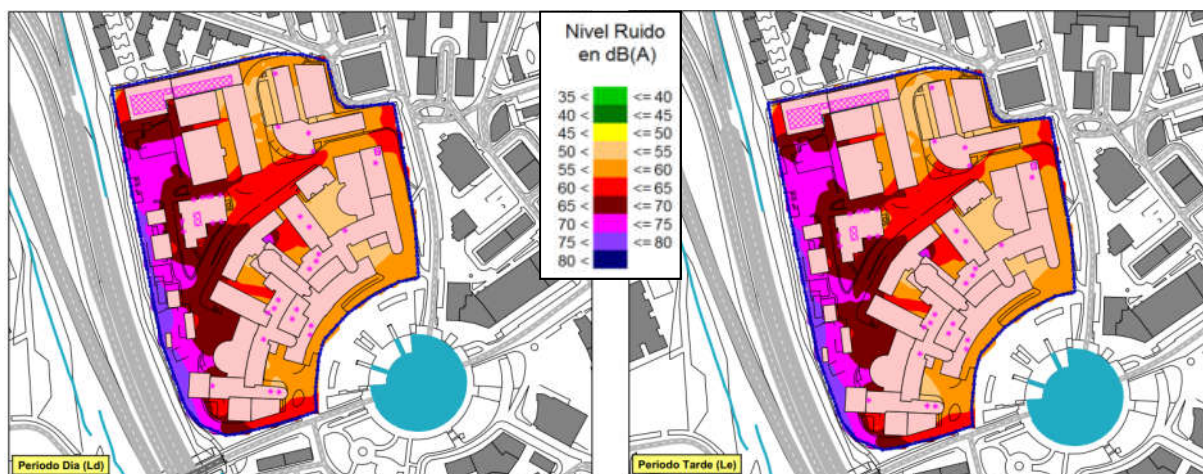 Nivel Ruido
en dB(A)
35 < <= 40
40 < <= 45
45 < <= 50
50 < <= 55
55 < <= 60
60 < <= 65
65 < <= 70
70 < <= 75
75 < <= 80
80 <
Periodo Dia (Ld)
Periodo Tarde (Le)